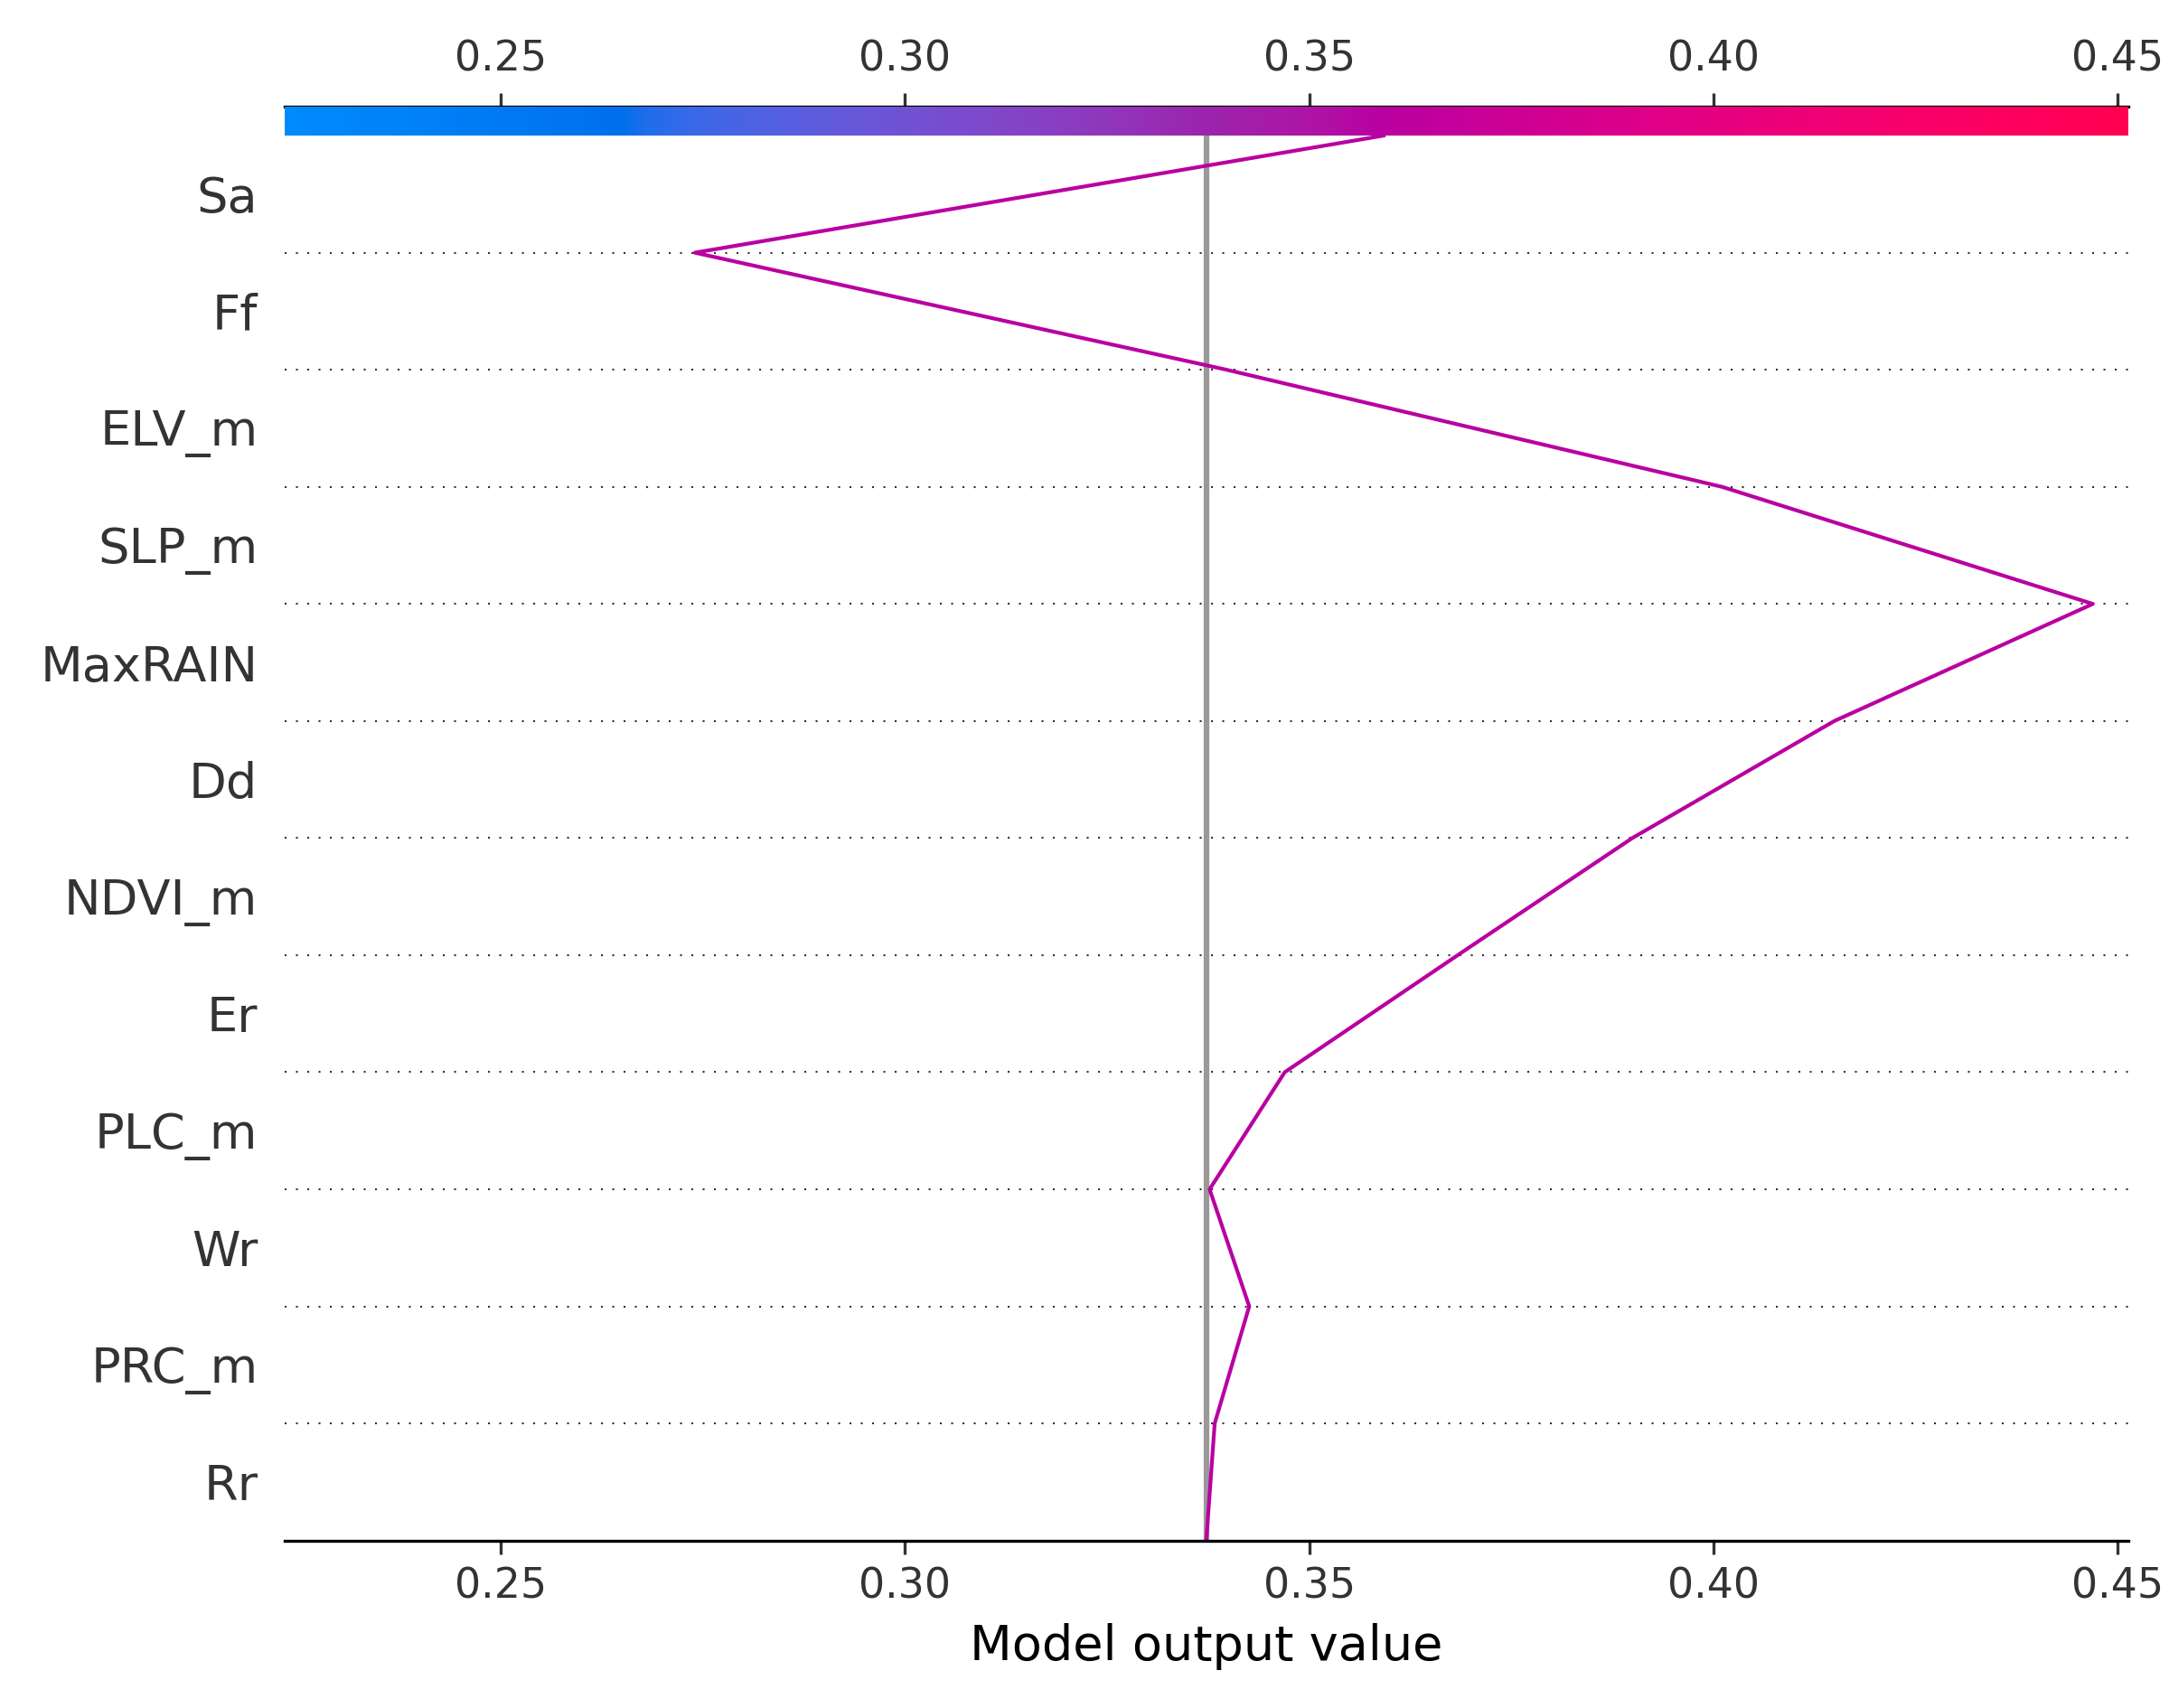 0.25 0.30 0.35 0.40 0.45
Sa
Ff
ELV_m
SLP_m
MaxRAIN
Dd
NDVI_m
Er
PLC_m
Wr
PRC_m
Rr
0.25 0.30 0.35 0.40 0.45
Model output value